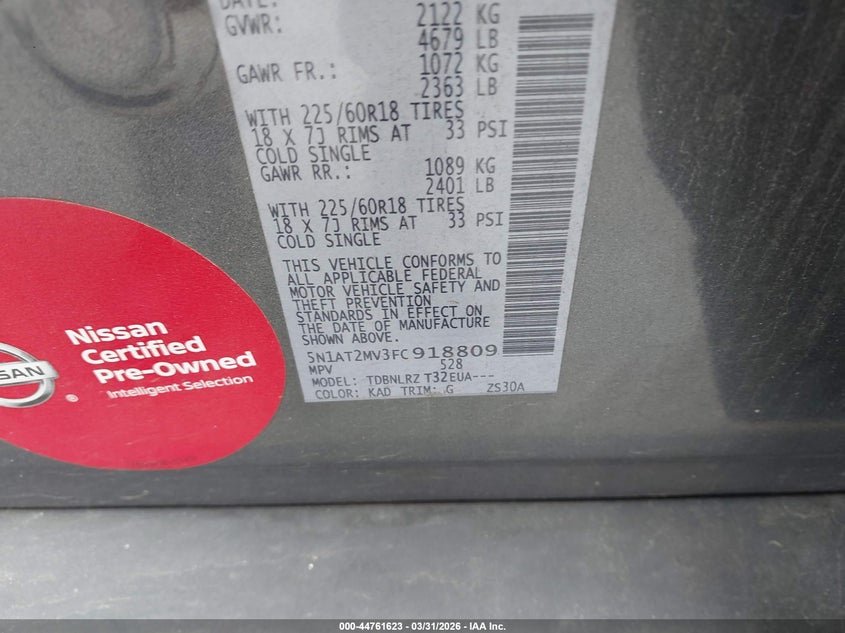 DATE:
GVWR: 2122 KG
4679 LB
GAWR FR.: 1072 KG
2363 LB
WITH 225/60R18 TIRES
18 X 7J RIMS AT 33 PSI
COLD SINGLE
GAWR RR.: 1089 KG
2401 LB
WITH 225/60R18 TIRES
18 X 7J RIMS AT 33 PSI
COLD SINGLE
THIS VEHICLE CONFORMS TO
ALL APPLICABLE FEDERAL
MOTOR VEHICLE SAFETY AND
THEFT PREVENTION
STANDARDS IN EFFECT ON
THE DATE OF MANUFACTURE
SHOWN ABOVE.
5N1AT2MV3FC918809
MPV 528
MODEL: TDBNLRZ T32EUA---
COLOR: KAD TRIM: G ZS30A
NISSAN
®
Nissan
Certified
Pre-Owned
Intelligent Selection
000-44761623 - 03/31/2026 - IAA Inc.